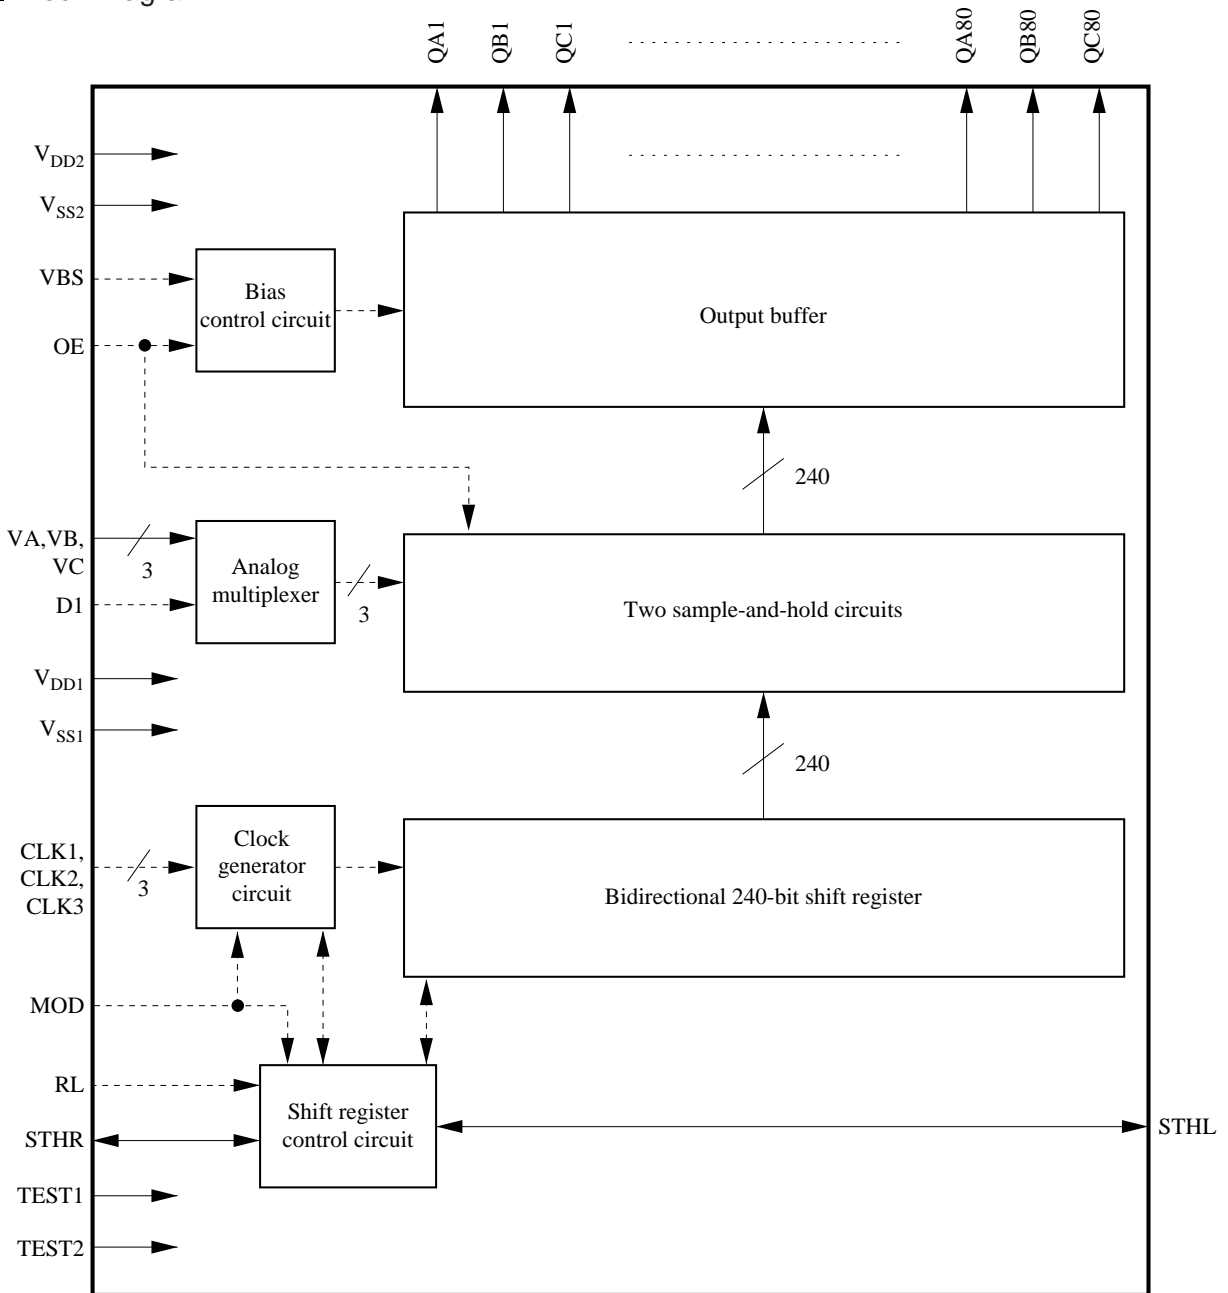 QA1
QB1
QC1
QA80
QB80
QC80
VDD2
VSS2
VBS
OE
Bias
control circuit
Output buffer
240
VA,VB,
VC
3
D1
Analog
multiplexer
3
Two sample-and-hold circuits
VDD1
VSS1
240
CLK1,
CLK2,
CLK3
3
Clock
generator
circuit
Bidirectional 240-bit shift register
MOD
RL
STHR
Shift register
control circuit
STHL
TEST1
TEST2